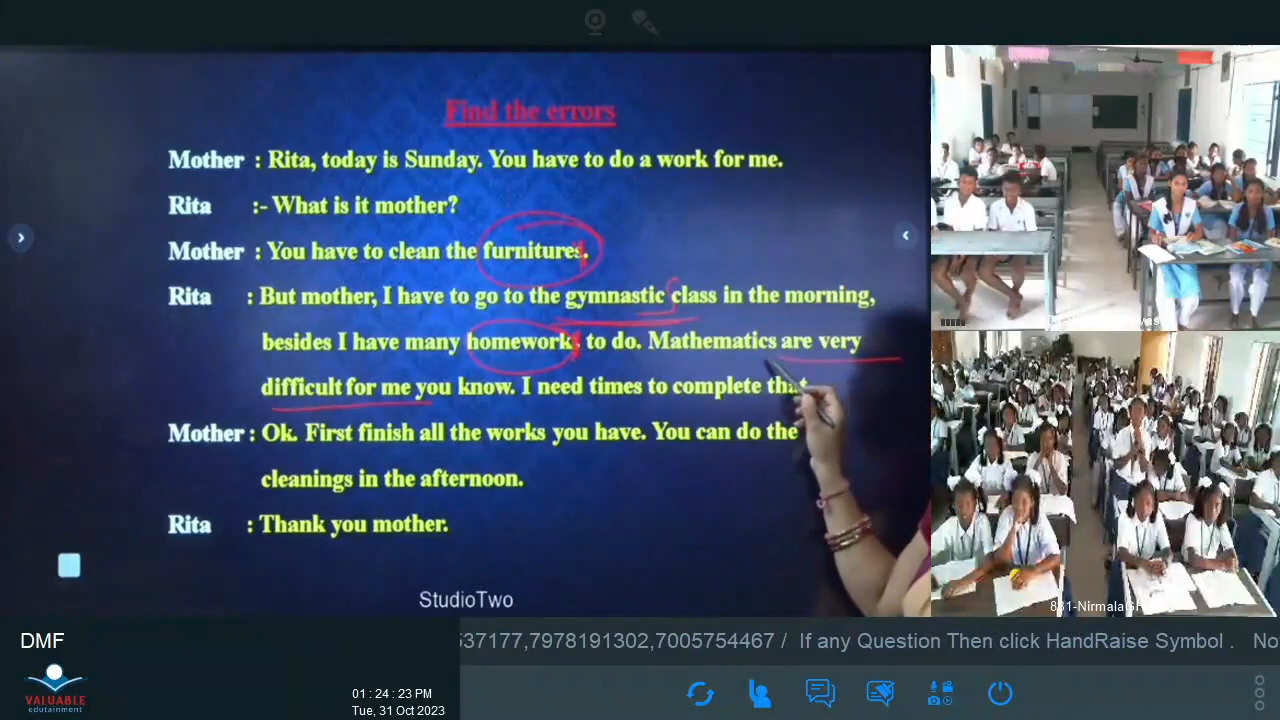 Find the errors
Mother : Rita, today is Sunday. You have to do a work for me.
Rita :- What is it mother?
Mother : You have to clean the furnitures.
Rita : But mother, I have to go to the gymnastic class in the morning,
besides I have many homework to do. Mathematics are very
difficult for me you know. I need times to complete that
Mother : Ok. First finish all the works you have. You can do the
cleanings in the afternoon.
Rita : Thank you mother.
StudioTwo
DMF
VALUABLE
edutainment
01 : 24 : 23 PM
Tue, 31 Oct 2023
537177,7978191302,7005754467 / If any Question Then click HandRaise Symbol . No